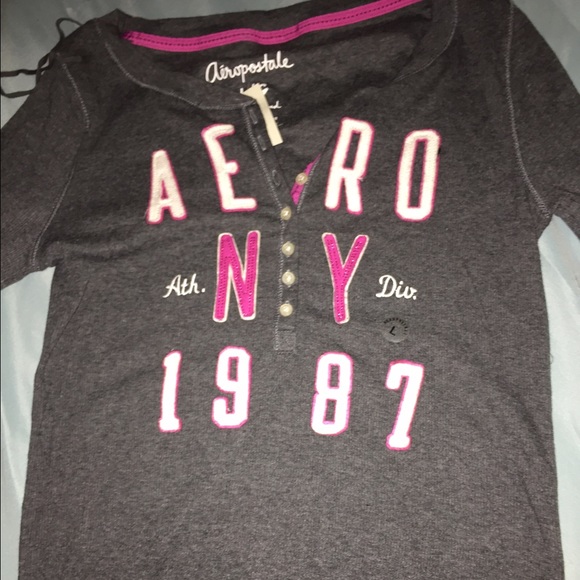 Aéropostale
AERO
NY
Ath. Div.
L
1987